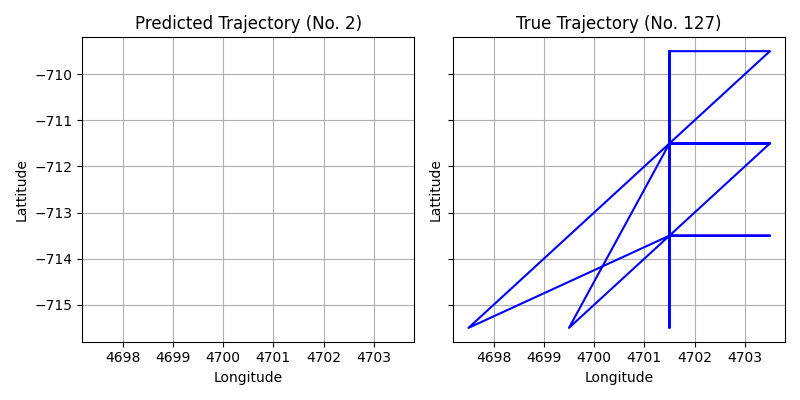 Predicted Trajectory (No. 2)
True Trajectory (No. 127)
Lattitude
−710
−711
−712
−713
−714
−715
4698 4699 4700 4701 4702 4703
Longitude
Lattitude
4698 4699 4700 4701 4702 4703
Longitude